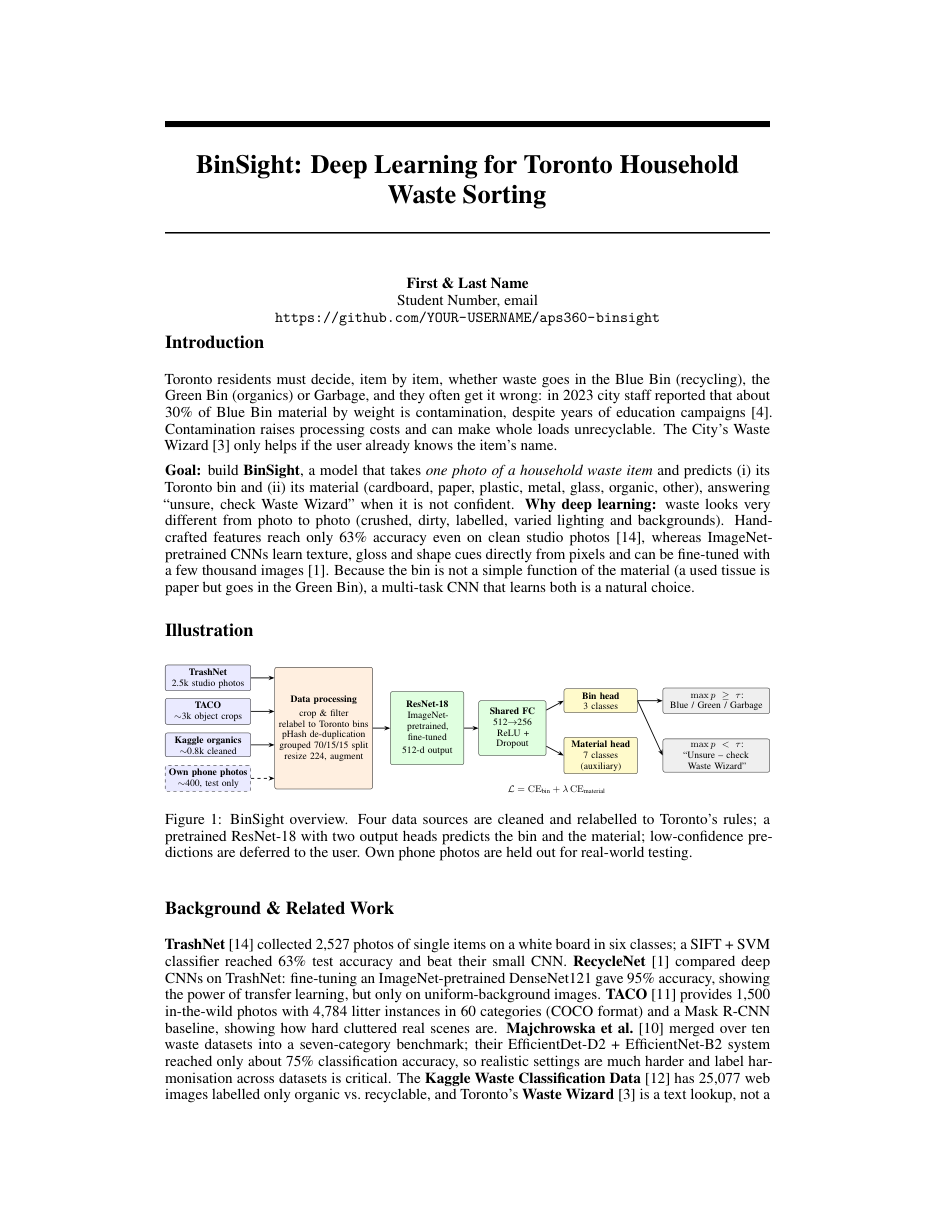 BinSight: Deep Learning for Toronto Household
Waste Sorting
First & Last Name
Student Number, email
https://github.com/YOUR-USERNAME/aps360-binsight
Introduction
Toronto residents must decide, item by item, whether waste goes in the Blue Bin (recycling), the
Green Bin (organics) or Garbage, and they often get it wrong: in 2023 city staff reported that about
30% of Blue Bin material by weight is contamination, despite years of education campaigns [4].
Contamination raises processing costs and can make whole loads unrecyclable. The City's Waste
Wizard [3] only helps if the user already knows the item's name.
Goal: build BinSight, a model that takes one photo of a household waste item and predicts (i) its
Toronto bin and (ii) its material (cardboard, paper, plastic, metal, glass, organic, other), answering
“unsure, check Waste Wizard” when it is not confident. Why deep learning: waste looks very
different from photo to photo (crushed, dirty, labelled, varied lighting and backgrounds). Hand-
crafted features reach only 63% accuracy even on clean studio photos [14], whereas ImageNet-
pretrained CNNs learn texture, gloss and shape cues directly from pixels and can be fine-tuned with
a few thousand images [1]. Because the bin is not a simple function of the material (a used tissue is
paper but goes in the Green Bin), a multi-task CNN that learns both is a natural choice.
Illustration
TrashNet
2.5k studio photos
TACO
~3k object crops
Kaggle organics
~0.8k cleaned
Own phone photos
~400, test only
Data processing
crop & filter
relabel to Toronto bins
pHash de-duplication
grouped 70/15/15 split
resize 224, augment
ResNet-18
ImageNet-
pretrained,
fine-tuned
512-d output
Shared FC
512→256
ReLU +
Dropout
Bin head
3 classes
Material head
7 classes
(auxiliary)
max p ≥ τ:
Blue / Green / Garbage
max p < τ:
“Unsure – check
Waste Wizard”
ℒ = CE_bin + λ CE_material
Figure 1: BinSight overview. Four data sources are cleaned and relabelled to Toronto's rules; a
pretrained ResNet-18 with two output heads predicts the bin and the material; low-confidence pre-
dictions are deferred to the user. Own phone photos are held out for real-world testing.
Background & Related Work
TrashNet [14] collected 2,527 photos of single items on a white board in six classes; a SIFT + SVM
classifier reached 63% test accuracy and beat their small CNN. RecycleNet [1] compared deep
CNNs on TrashNet: fine-tuning an ImageNet-pretrained DenseNet121 gave 95% accuracy, showing
the power of transfer learning, but only on uniform-background images. TACO [11] provides 1,500
in-the-wild photos with 4,784 litter instances in 60 categories (COCO format) and a Mask R-CNN
baseline, showing how hard cluttered real scenes are. Majchrowska et al. [10] merged over ten
waste datasets into a seven-category benchmark; their EfficientDet-D2 + EfficientNet-B2 system
reached only about 75% classification accuracy, so realistic settings are much harder and label har-
monisation across datasets is critical. The Kaggle Waste Classification Data [12] has 25,077 web
images labelled only organic vs. recyclable, and Toronto's Waste Wizard [3] is a text lookup, not a